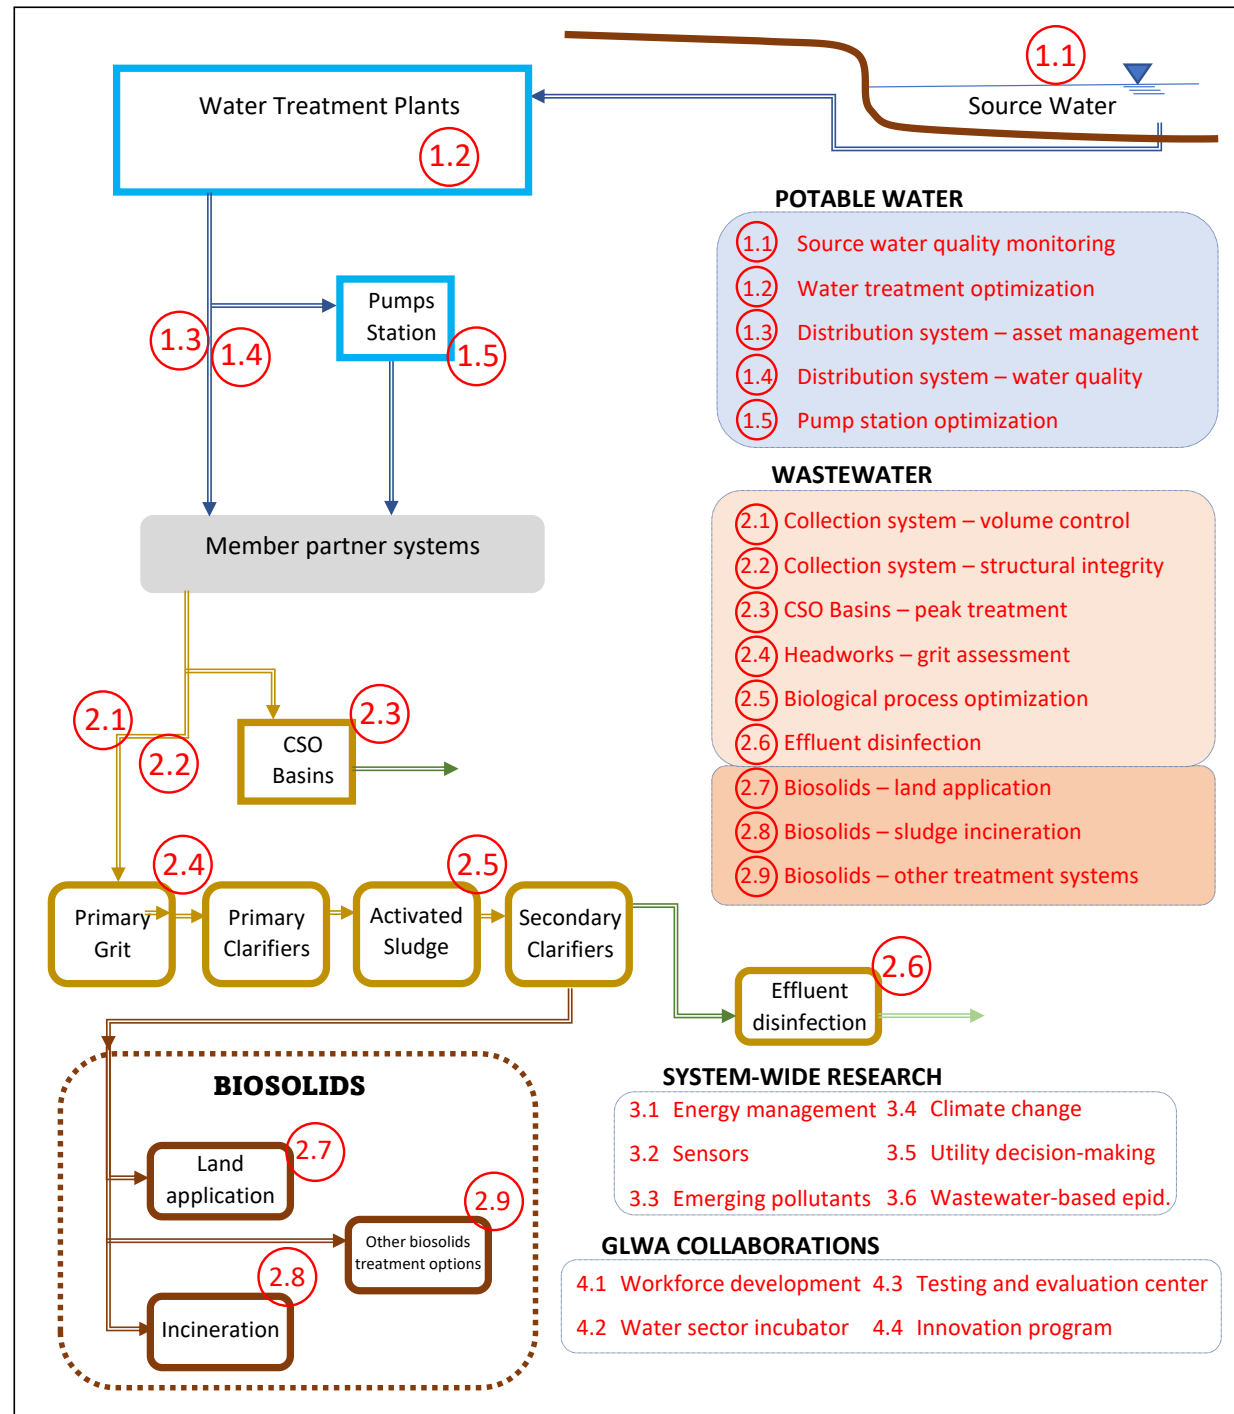 1.1
Source Water
Water Treatment Plants
1.2
POTABLE WATER
1.1 Source water quality monitoring
1.2 Water treatment optimization
1.3 Distribution system – asset management
1.4 Distribution system – water quality
1.5 Pump station optimization
Pumps
Station
1.3
1.4
1.5
WASTEWATER
2.1 Collection system – volume control
2.2 Collection system – structural integrity
2.3 CSO Basins – peak treatment
2.4 Headworks – grit assessment
2.5 Biological process optimization
2.6 Effluent disinfection
2.7 Biosolids – land application
2.8 Biosolids – sludge incineration
2.9 Biosolids – other treatment systems
Member partner systems
2.1
2.2
2.3
CSO
Basins
2.4
2.5
Primary
Grit
Primary
Clarifiers
Activated
Sludge
Secondary
Clarifiers
2.6
Effluent
disinfection
BIOSOLIDS
2.7
Land
application
2.9
Other biosolids
treatment options
2.8
Incineration
SYSTEM-WIDE RESEARCH
3.1 Energy management 3.4 Climate change
3.2 Sensors 3.5 Utility decision-making
3.3 Emerging pollutants 3.6 Wastewater-based epid.
GLWA COLLABORATIONS
4.1 Workforce development 4.3 Testing and evaluation center
4.2 Water sector incubator 4.4 Innovation program